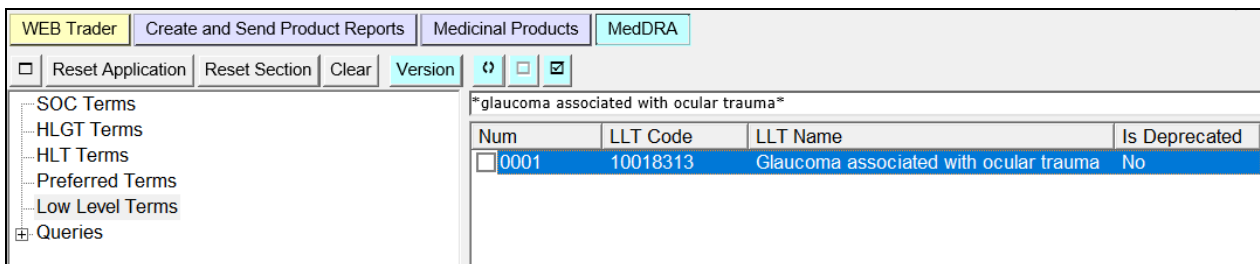 WEB Trader Create and Send Product Reports Medicinal Products MedDRA
Reset Application Reset Section Clear Version
SOC Terms
HLGT Terms
HLT Terms
Preferred Terms
Low Level Terms
Queries
*glaucoma associated with ocular trauma*
Num LLT Code LLT Name Is Deprecated
0001 10018313 Glaucoma associated with ocular trauma No